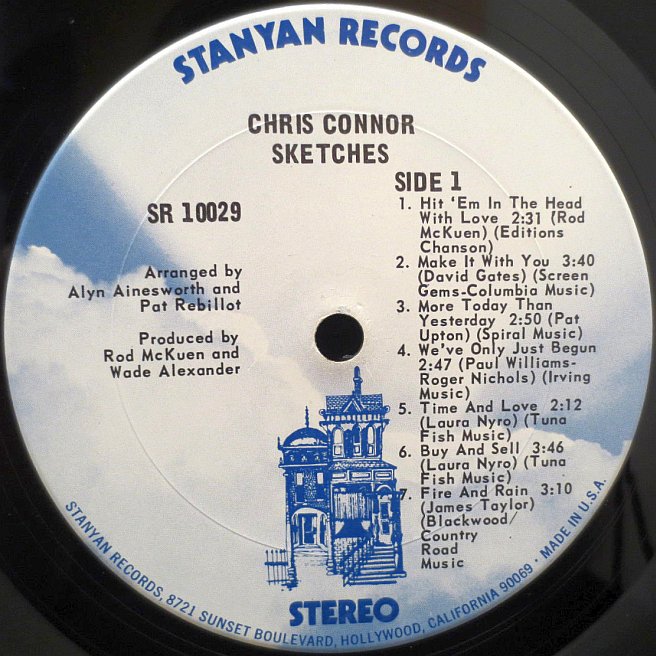 STANYAN RECORDS
CHRIS CONNOR
SKETCHES
SR 10029
Arranged by
Alyn Ainesworth and
Pat Rebillot
Produced by
Rod McKuen and
Wade Alexander
SIDE 1
1. Hit 'Em In The Head
With Love 2:31 (Rod
McKuen) (Editions
Chanson)
2. Make It With You 3:40
(David Gates) (Screen
Gems-Columbia Music)
3. More Today Than
Yesterday 2:50 (Pat
Upton) (Spiral Music)
4. We've Only Just Begun
2:47 (Paul Williams-
Roger Nichols) (Irving
Music)
5. Time And Love 2:12
(Laura Nyro) (Tuna
Fish Music)
6. Buy And Sell 3:46
(Laura Nyro) (Tuna
Fish Music)
7. Fire And Rain 3:10
(James Taylor)
(Blackwood/
Country
Road
Music
STEREO
STANYAN RECORDS, 8721 SUNSET BOULEVARD, HOLLYWOOD, CALIFORNIA 90069 · MADE IN U.S.A.